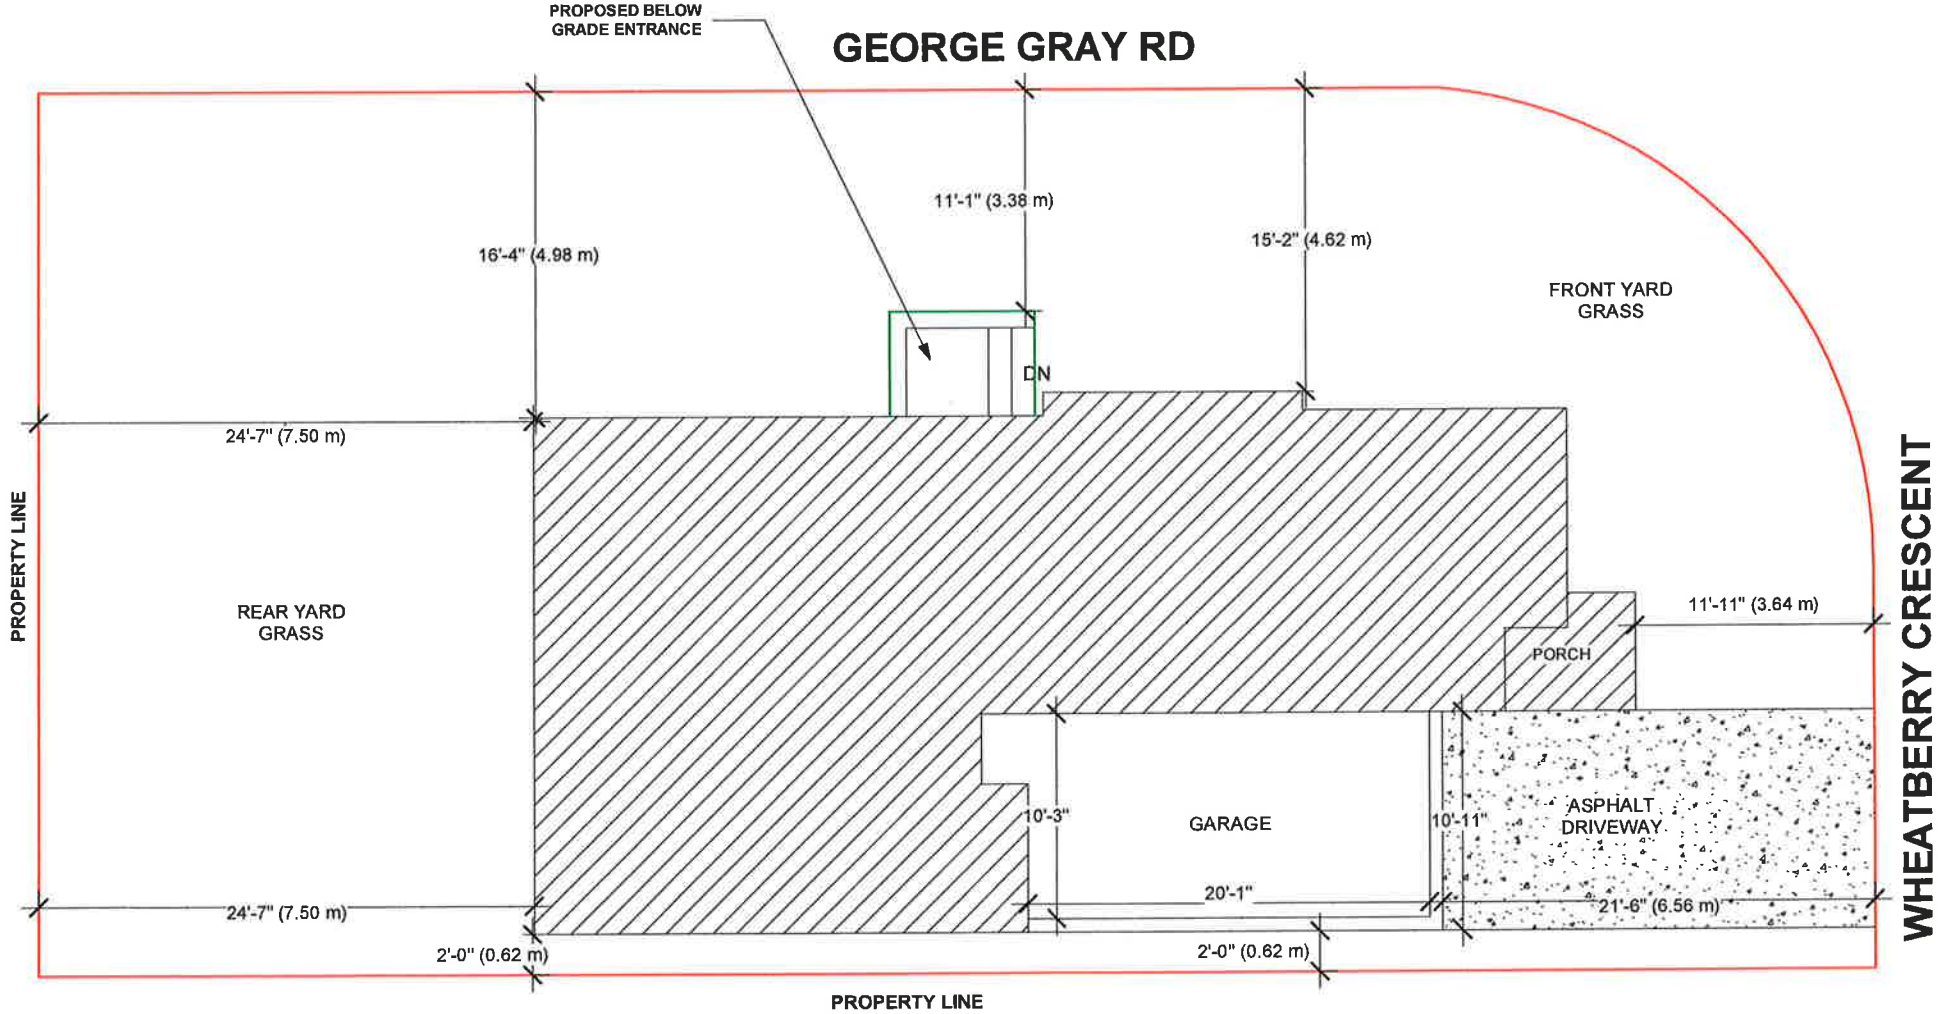 PROPOSED BELOW
GRADE ENTRANCE
GEORGE GRAY RD
11'-1" (3.38 m)
16'-4" (4.98 m)
15'-2" (4.62 m)
FRONT YARD
GRASS
DN
24'-7" (7.50 m)
PROPERTY LINE
REAR YARD
GRASS
11'-11" (3.64 m)
PORCH
WHEATBERRY CRESCENT
10'-3"
GARAGE
10'-11"
ASPHALT
DRIVEWAY
20'-1"
21'-6" (6.56 m)
24'-7" (7.50 m)
2'-0" (0.62 m)
2'-0" (0.62 m)
PROPERTY LINE